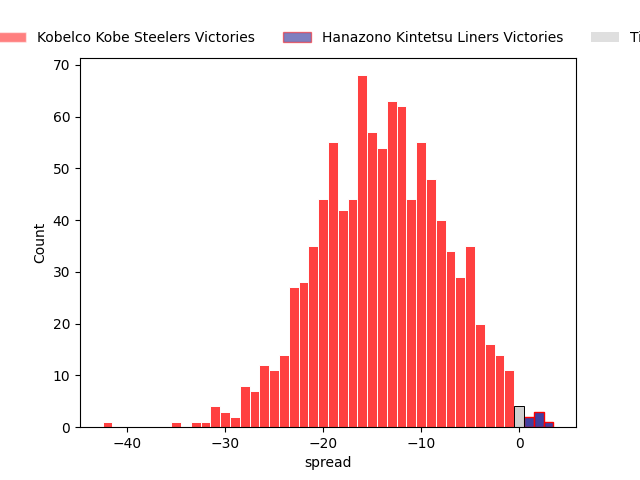 Kobelco Kobe Steelers Victories Hanazono Kintetsu Liners Victories Ti
70
60
50
40
30
20
10
0
Count
−40 −30 −20 −10 0
spread